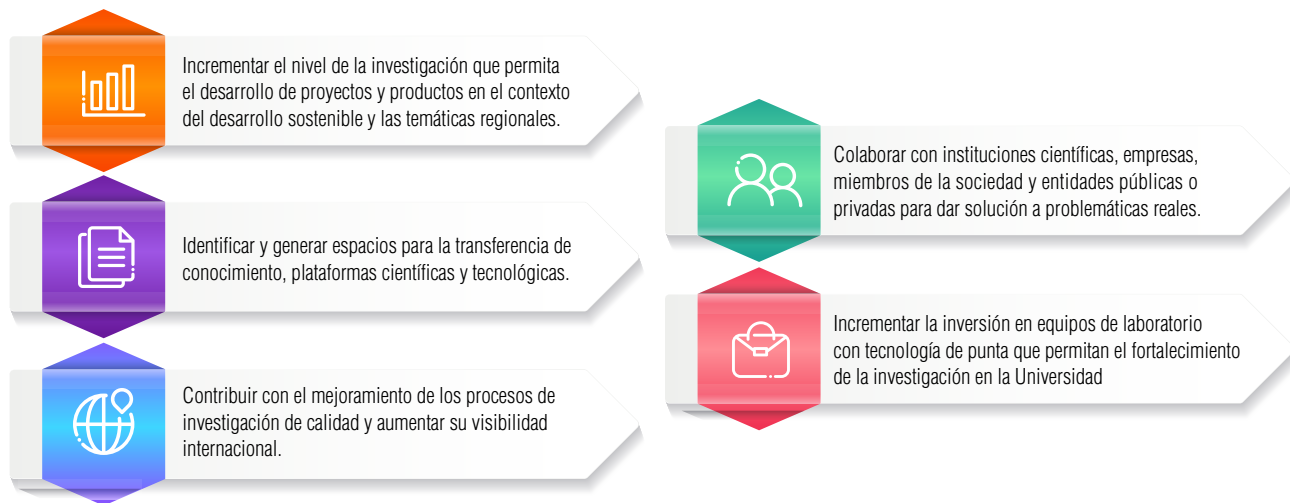 Incrementar el nivel de la investigación que permita
el desarrollo de proyectos y productos en el contexto
del desarrollo sostenible y las temáticas regionales.
Identificar y generar espacios para la transferencia de
conocimiento, plataformas científicas y tecnológicas.
Contribuir con el mejoramiento de los procesos de
investigación de calidad y aumentar su visibilidad
internacional.
Colaborar con instituciones científicas, empresas,
miembros de la sociedad y entidades públicas o
privadas para dar solución a problemáticas reales.
Incrementar la inversión en equipos de laboratorio
con tecnología de punta que permitan el fortalecimiento
de la investigación en la Universidad